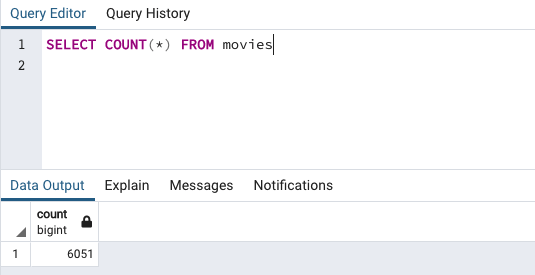 Query Editor Query History
1 SELECT COUNT(*) FROM movies
2
Data Output Explain Messages Notifications
count
bigint
1 6051